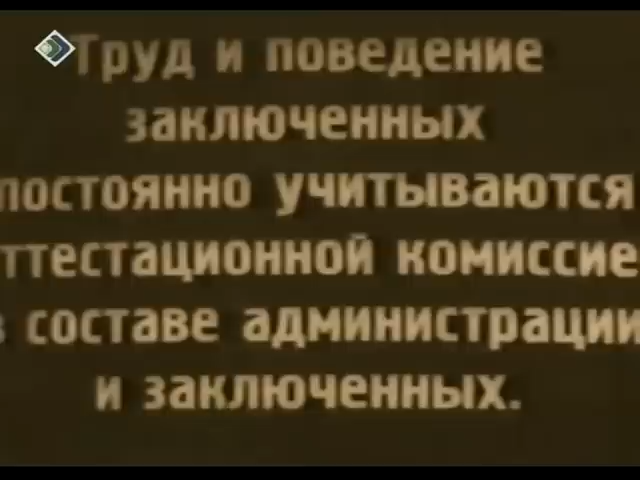 Труд и поведение
заключенных
постоянно учитываются
ттестационной комиссие
в составе администрации
и заключенных.